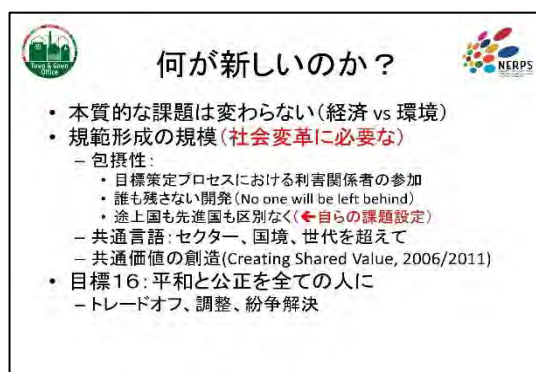 Town & Gown
Office
何が新しいのか？
NERPS
• 本質的な課題は変わらない（経済 vs 環境）
• 規範形成の規模（社会変革に必要な）
– 包摂性：
• 目標策定プロセスにおける利害関係者の参加
• 誰も残さない開発（No one will be left behind）
• 途上国も先進国も区別なく（←自らの課題設定）
– 共通言語：セクター、国境、世代を超えて
– 共通価値の創造(Creating Shared Value, 2006/2011)
• 目標１６：平和と公正を全ての人に
– トレードオフ、調整、紛争解決